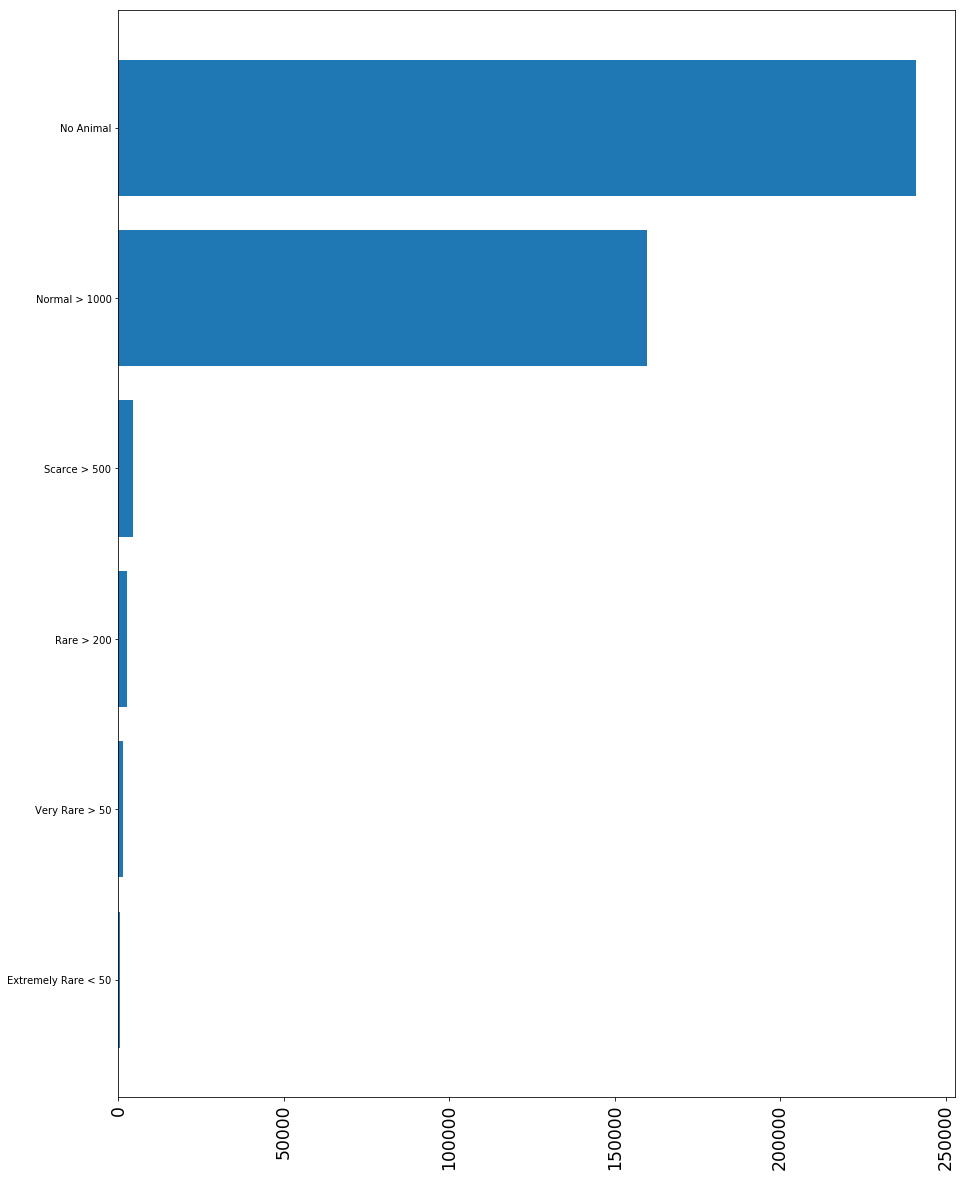 No Animal
Normal > 1000
Scarce > 500
Rare > 200
Very Rare > 50
Extremely Rare < 50
0
50000
100000
150000
200000
250000